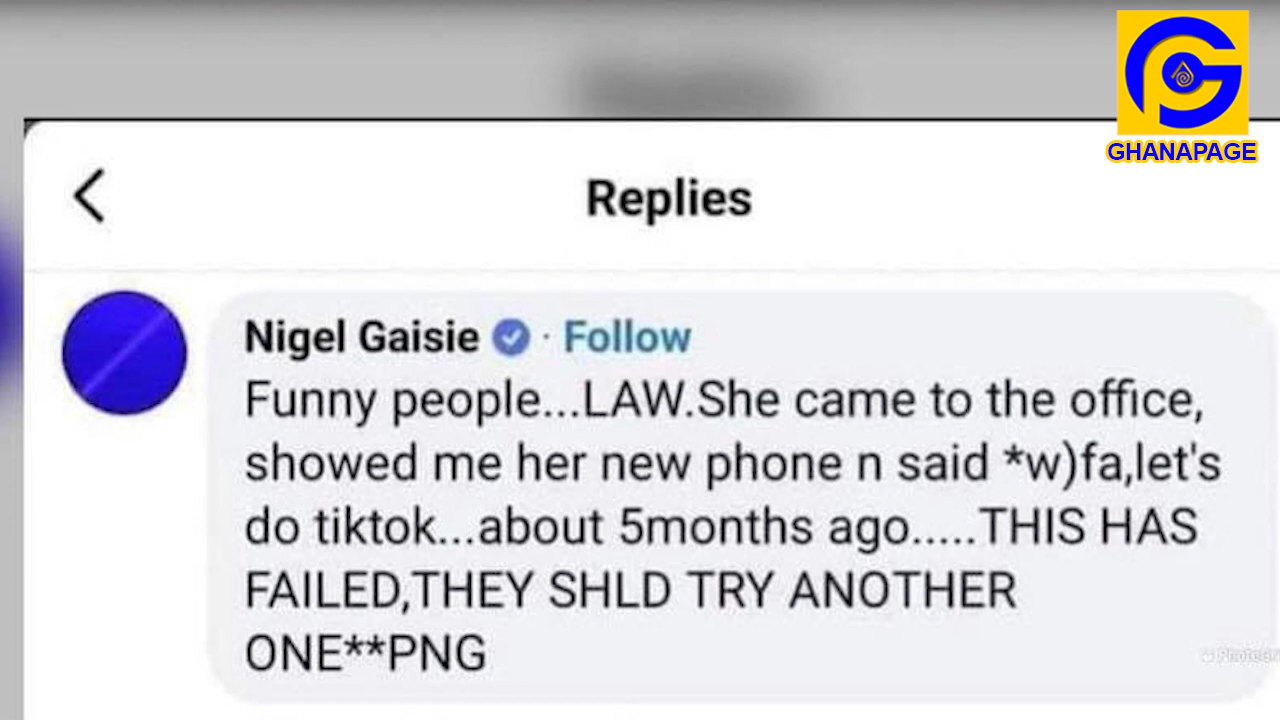 GHANAPAGE
Replies
Nigel Gaisie · Follow
Funny people...LAW.She came to the office,
showed me her new phone n said *w)fa,let's
do tiktok...about 5months ago.....THIS HAS
FAILED,THEY SHLD TRY ANOTHER
ONE**PNG